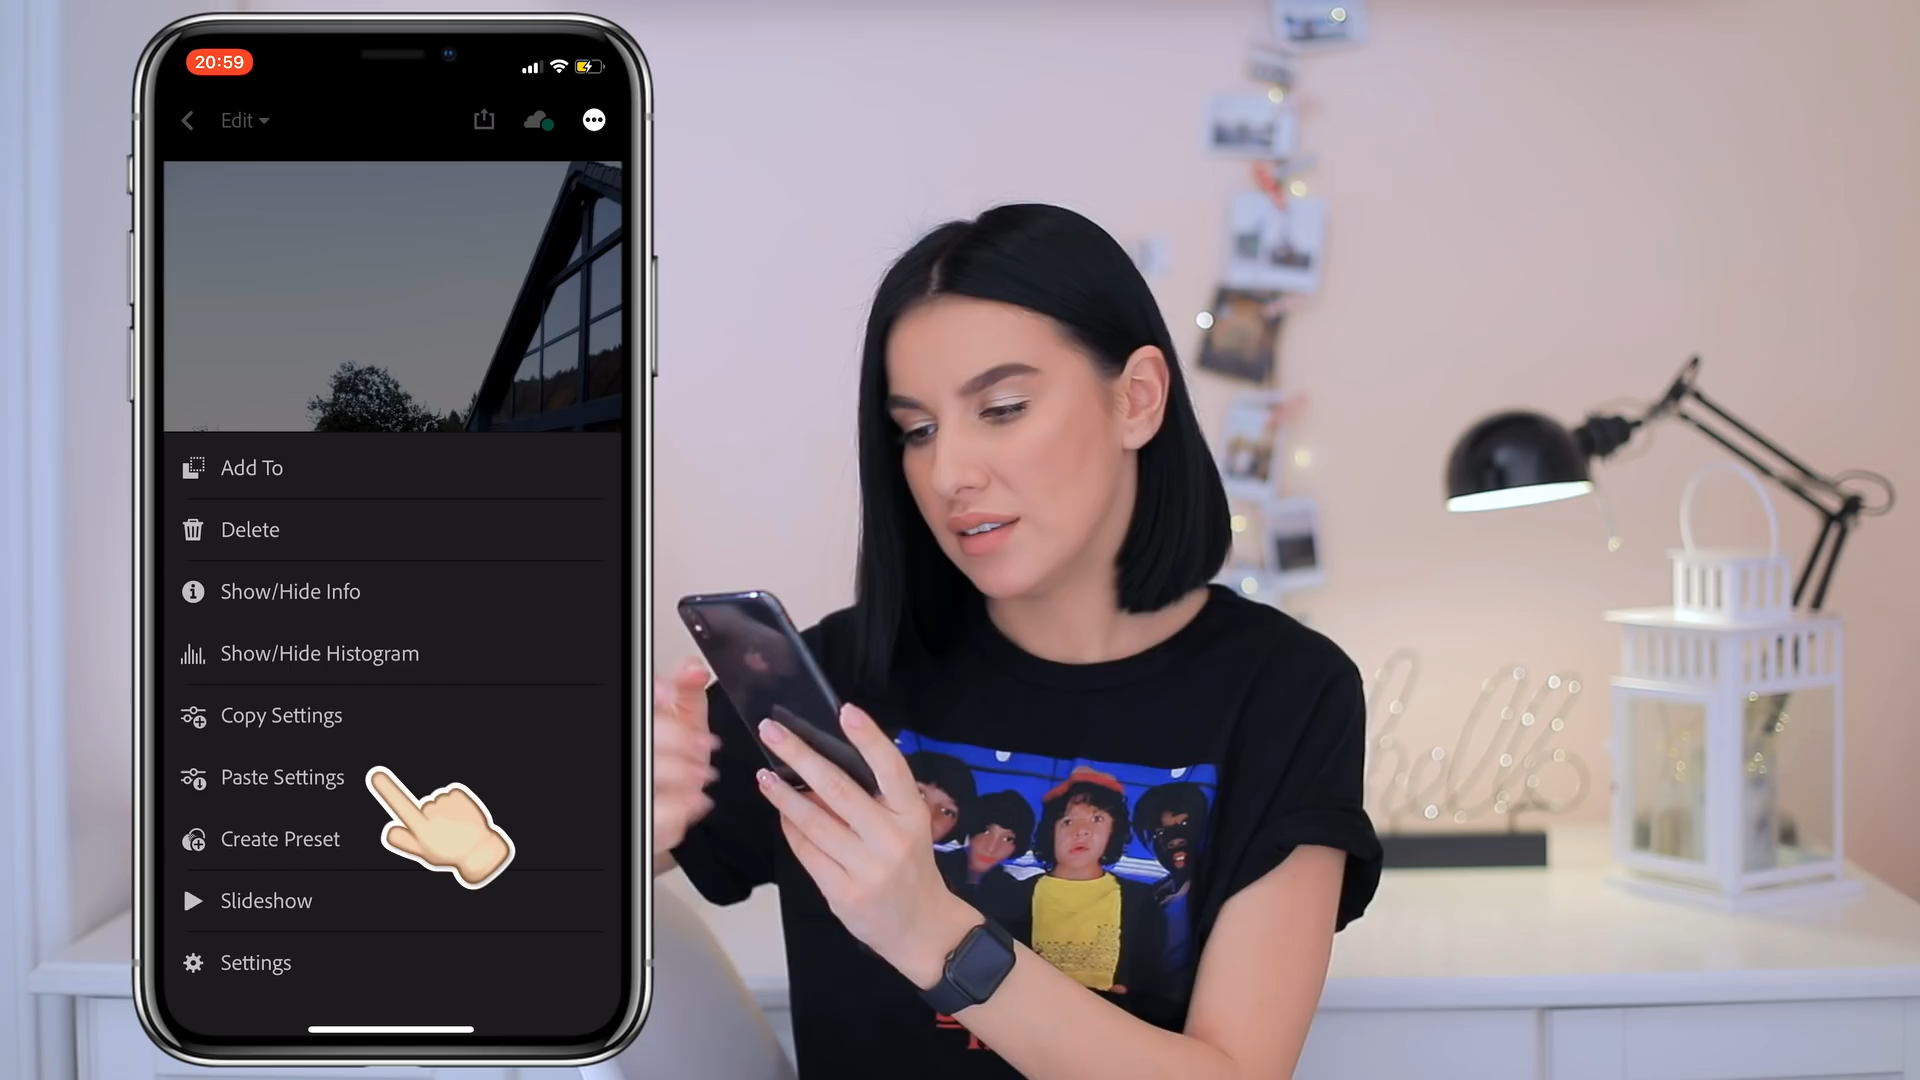 20:59
Edit
Add To
Delete
Show/Hide Info
Show/Hide Histogram
Copy Settings
Paste Settings
Create Preset
Slideshow
Settings
hello